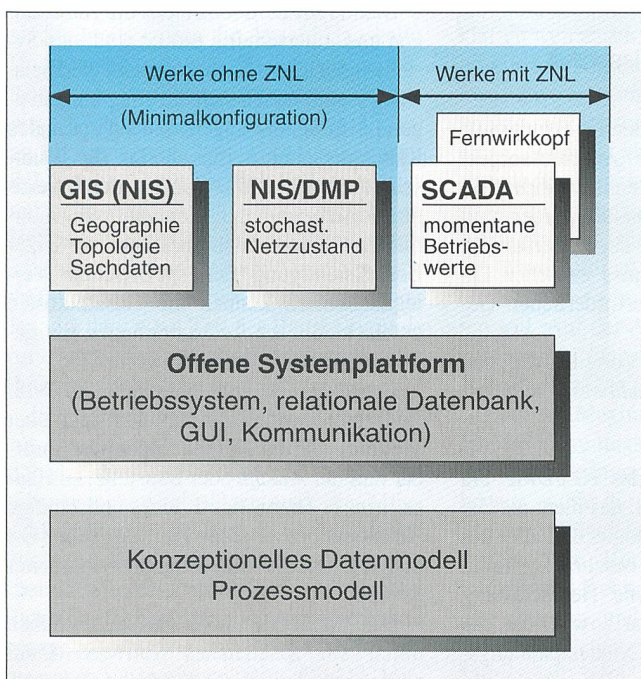 Werke ohne ZNL
(Minimalkonfiguration)
Werke mit ZNL
Fernwirkkopf
GIS (NIS)
Geographie
Topologie
Sachdaten
NIS/DMP
stochast.
Netzzustand
SCADA
momentane
Betriebs-
werte
Offene Systemplattform
(Betriebssystem, relationale Datenbank,
GUI, Kommunikation)
Konzeptionelles Datenmodell
Prozessmodell